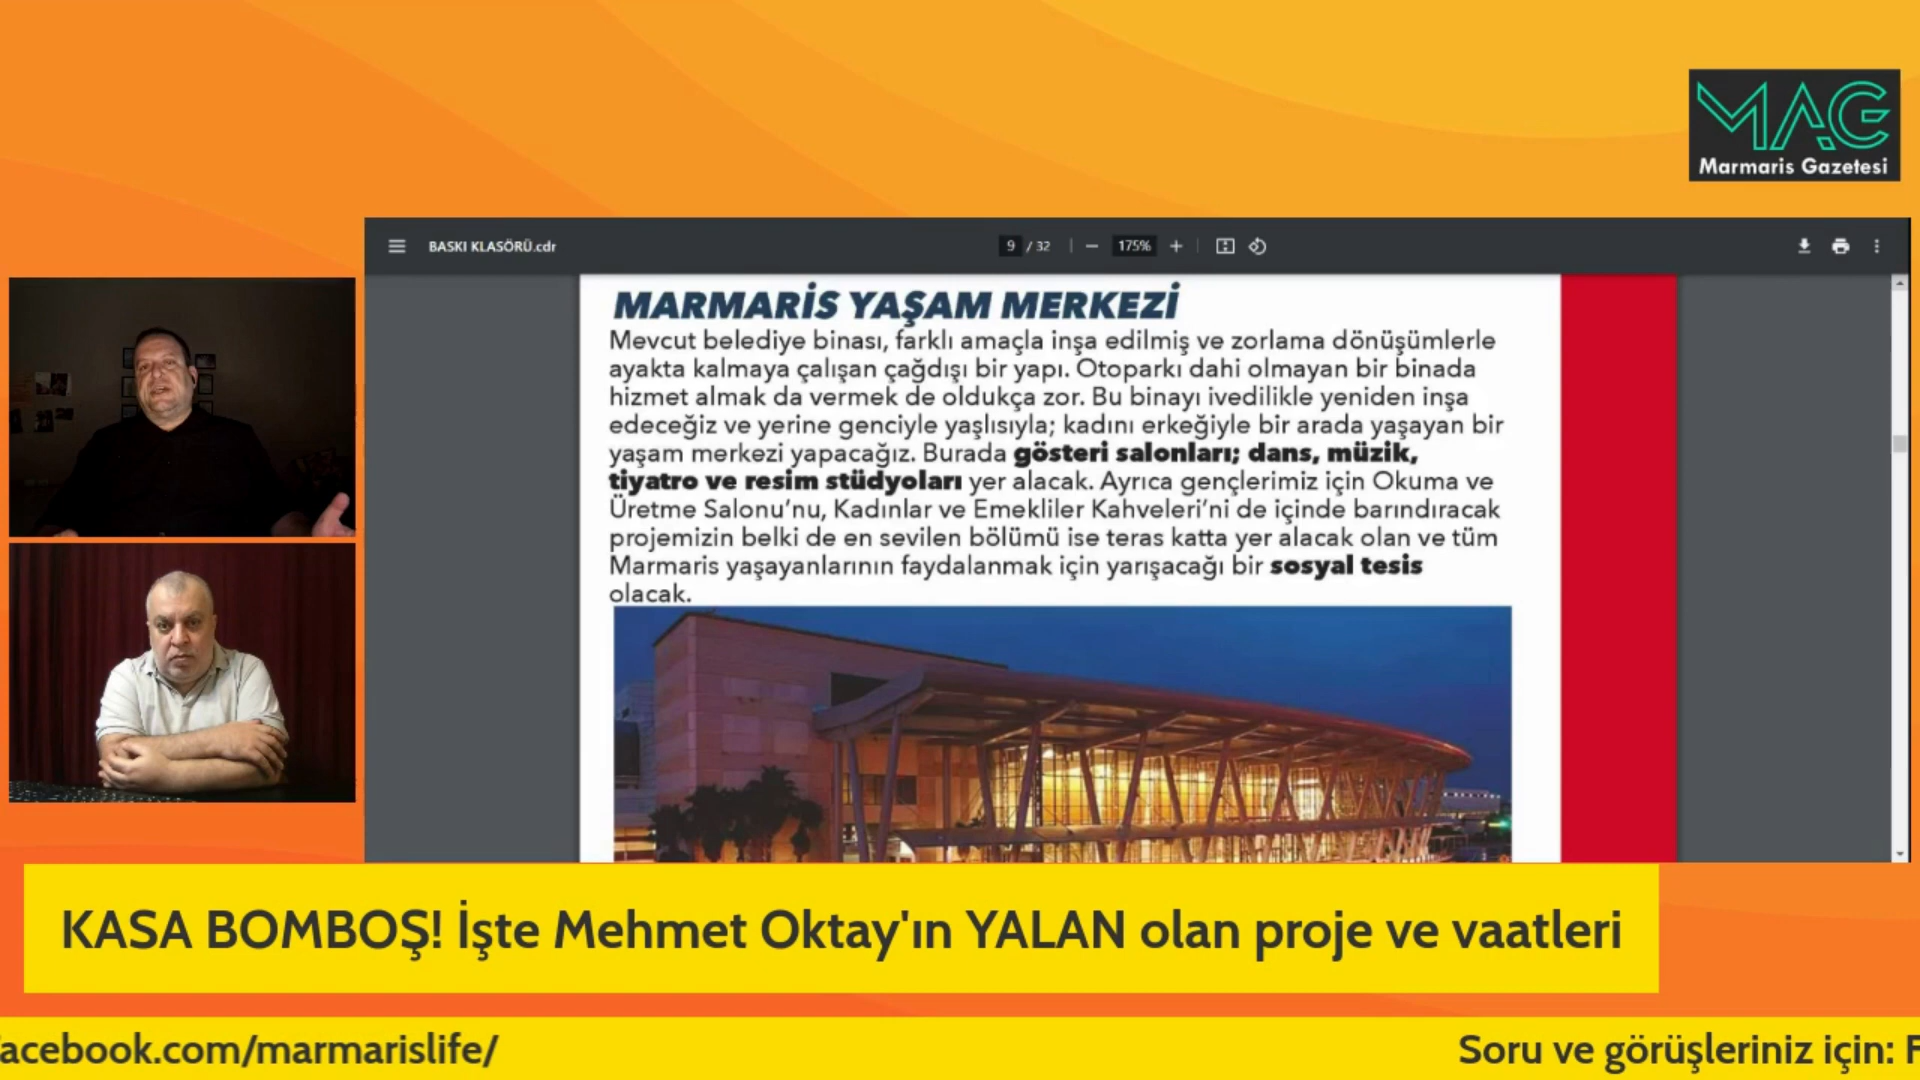 MAG
Marmaris Gazetesi
BASKI KLASÖRÜ.cdr
9 / 32
175%
MARMARİS YAŞAM MERKEZİ
Mevcut belediye binası, farklı amaçla inşa edilmiş ve zorlama dönüşümlerle
ayakta kalmaya çalışan çağdışı bir yapı. Otoparkı dahi olmayan bir binada
hizmet almak da vermek de oldukça zor. Bu binayı ivedilikle yeniden inşa
edeceğiz ve yerine genciyle yaşlısıyla; kadını erkeğiyle bir arada yaşayan bir
yaşam merkezi yapacağız. Burada gösteri salonları; dans, müzik,
tiyatro ve resim stüdyoları yer alacak. Ayrıca gençlerimiz için Okuma ve
Üretme Salonu'nu, Kadınlar ve Emekliler Kahveleri'ni de içinde barındıracak
projemizin belki de en sevilen bölümü ise teras katta yer alacak olan ve tüm
Marmaris yaşayanlarının faydalanmak için yarışacağı bir sosyal tesis
olacak.
KASA BOMBOŞ! İşte Mehmet Oktay'ın YALAN olan proje ve vaatleri
acebook.com/marmarislife/
Soru ve görüşleriniz için: F